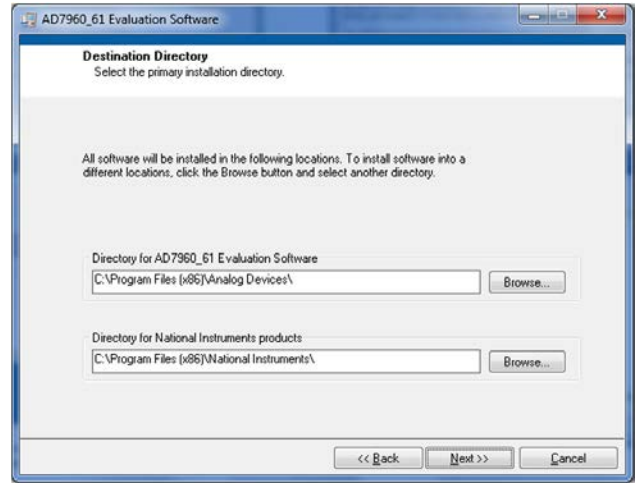 AD7960_61 Evaluation Software
Destination Directory
Select the primary installation directory.
All software will be installed in the following locations. To install software into a
different locations, click the Browse button and select another directory.
Directory for AD7960_61 Evaluation Software
C:\Program Files (x86)\Analog Devices\
Browse...
Directory for National Instruments products
C:\Program Files (x86)\National Instruments\
Browse...
<< Back Next >> Cancel